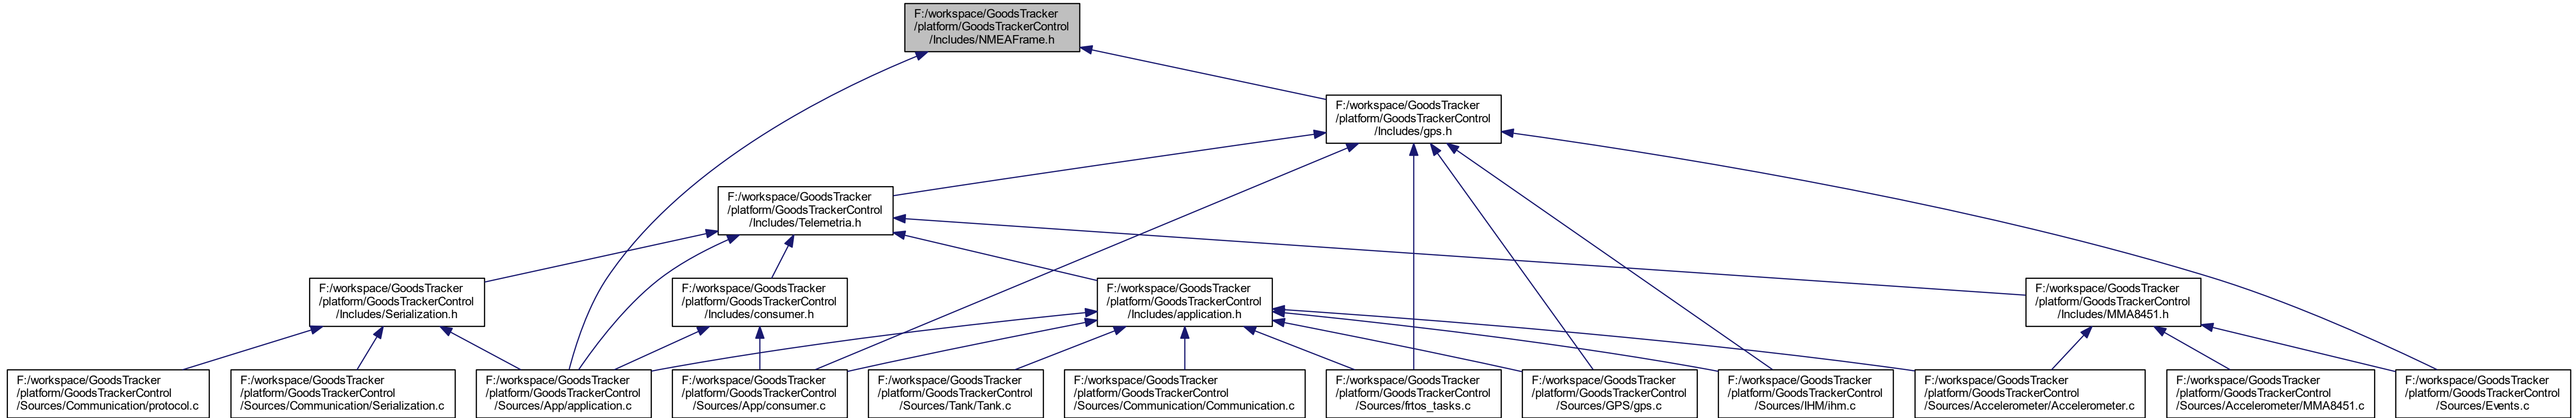 F:/workspace/GoodsTracker
/platform/GoodsTrackerControl
/Includes/NMEAFrame.h
F:/workspace/GoodsTracker
/platform/GoodsTrackerControl
/Includes/gps.h
F:/workspace/GoodsTracker
/platform/GoodsTrackerControl
/Includes/Telemetria.h
F:/workspace/GoodsTracker
/platform/GoodsTrackerControl
/Includes/Serialization.h
F:/workspace/GoodsTracker
/platform/GoodsTrackerControl
/Includes/consumer.h
F:/workspace/GoodsTracker
/platform/GoodsTrackerControl
/Includes/application.h
F:/workspace/GoodsTracker
/platform/GoodsTrackerControl
/Includes/MMA8451.h
F:/workspace/GoodsTracker
/platform/GoodsTrackerControl
/Sources/Communication/protocol.c
F:/workspace/GoodsTracker
/platform/GoodsTrackerControl
/Sources/Communication/Serialization.c
F:/workspace/GoodsTracker
/platform/GoodsTrackerControl
/Sources/App/application.c
F:/workspace/GoodsTracker
/platform/GoodsTrackerControl
/Sources/App/consumer.c
F:/workspace/GoodsTracker
/platform/GoodsTrackerControl
/Sources/Tank/Tank.c
F:/workspace/GoodsTracker
/platform/GoodsTrackerControl
/Sources/Communication/Communication.c
F:/workspace/GoodsTracker
/platform/GoodsTrackerControl
/Sources/frtos_tasks.c
F:/workspace/GoodsTracker
/platform/GoodsTrackerControl
/Sources/GPS/gps.c
F:/workspace/GoodsTracker
/platform/GoodsTrackerControl
/Sources/IHM/ihm.c
F:/workspace/GoodsTracker
/platform/GoodsTrackerControl
/Sources/Accelerometer/Accelerometer.c
F:/workspace/GoodsTracker
/platform/GoodsTrackerControl
/Sources/Accelerometer/MMA8451.c
F:/workspace/GoodsTracker
/platform/GoodsTrackerControl
/Sources/Events.c